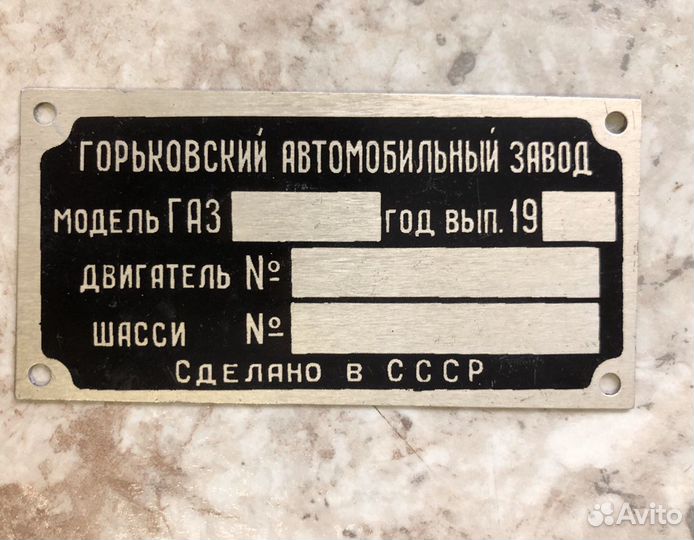 ГОРЬКОВСКИЙ АВТОМОБИЛЬНЫЙ ЗАВОД
МОДЕЛЬ ГАЗ ГОД ВЫП. 19
ДВИГАТЕЛЬ №
ШАССИ №
СДЕЛАНО В СССР
Avito